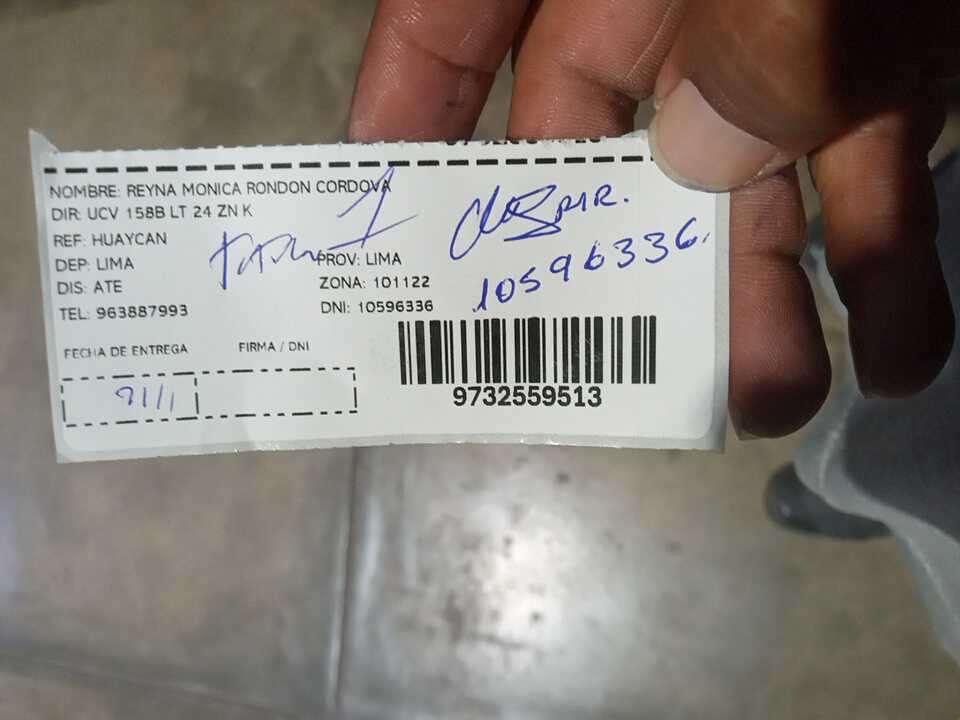 NOMBRE: REYNA MONICA RONDON CORDOVA
DIR: UCV 158B LT 24 ZN K
REF: HUAYCAN
DEP: LIMA PROV: LIMA
DIS: ATE ZONA: 101122
TEL: 963887993 DNI: 10596336
10596336.
FECHA DE ENTREGA FIRMA / DNI
9732559513